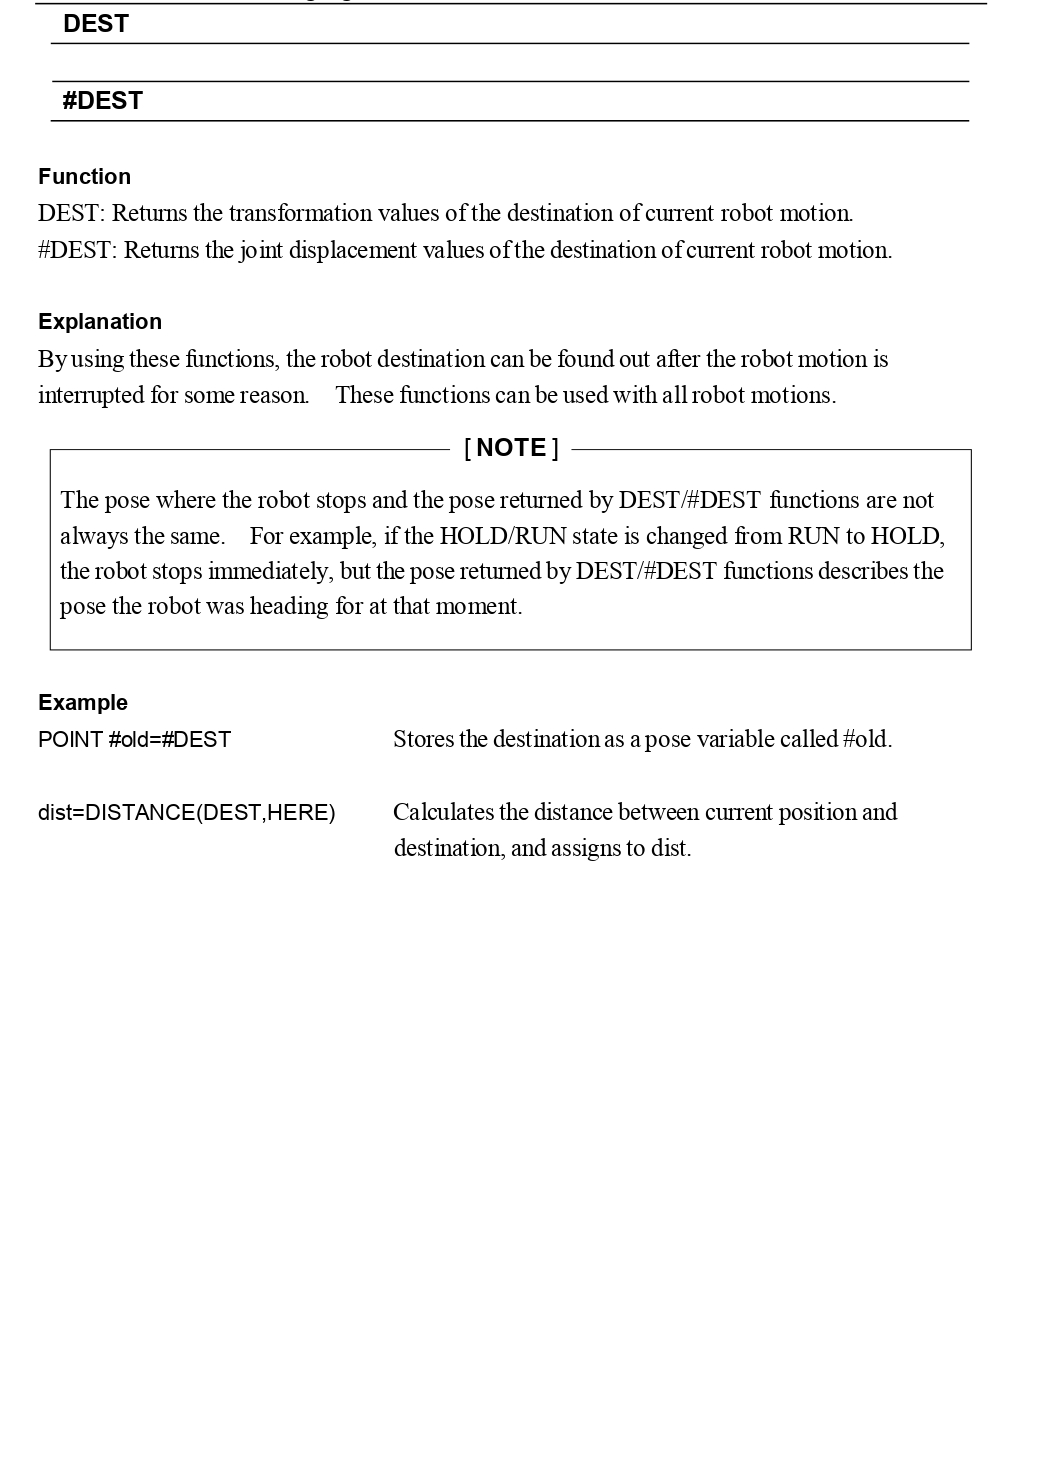 DEST
#DEST
Function
DEST: Returns the transformation values of the destination of current robot motion.
#DEST: Returns the joint displacement values of the destination of current robot motion.
Explanation
By using these functions, the robot destination can be found out after the robot motion is
interrupted for some reason. These functions can be used with all robot motions.
[ NOTE ]
The pose where the robot stops and the pose returned by DEST/#DEST functions are not
always the same. For example, if the HOLD/RUN state is changed from RUN to HOLD,
the robot stops immediately, but the pose returned by DEST/#DEST functions describes the
pose the robot was heading for at that moment.
Example
POINT #old=#DEST Stores the destination as a pose variable called #old.
dist=DISTANCE(DEST,HERE) Calculates the distance between current position and
destination, and assigns to dist.